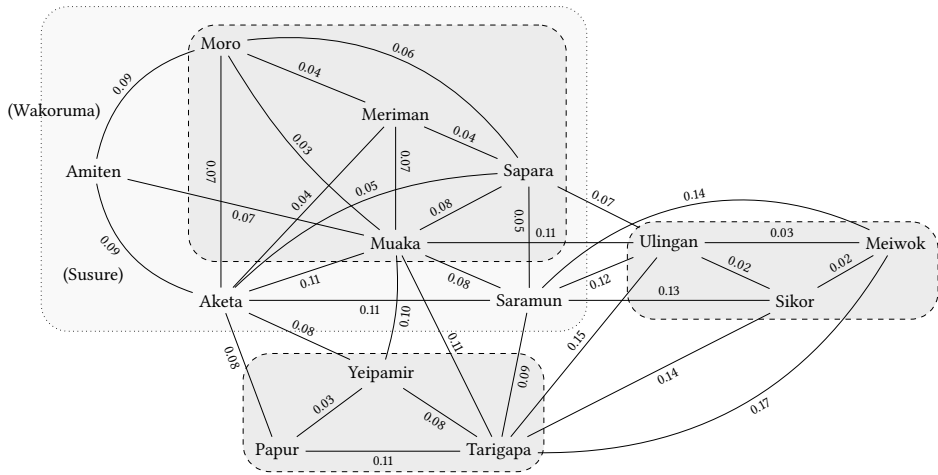 Moro
0.06
0.09
0.04
(Wakoruma)
Meriman
0.04
0.03
0.07
Amiten
0.07
Sapara
0.05
0.04
0.07
0.14
0.07
0.08
0.05
Muaka
0.11
Ulingan
0.03
Meiwok
0.09
(Susure)
0.11
0.08
0.12
0.02
0.02
Aketa
0.11
Saramun
0.13
Sikor
0.10
0.08
0.08
0.11
0.15
Yeipamir
0.09
0.14
0.03
0.08
0.17
Papur
0.11
Tarigapa